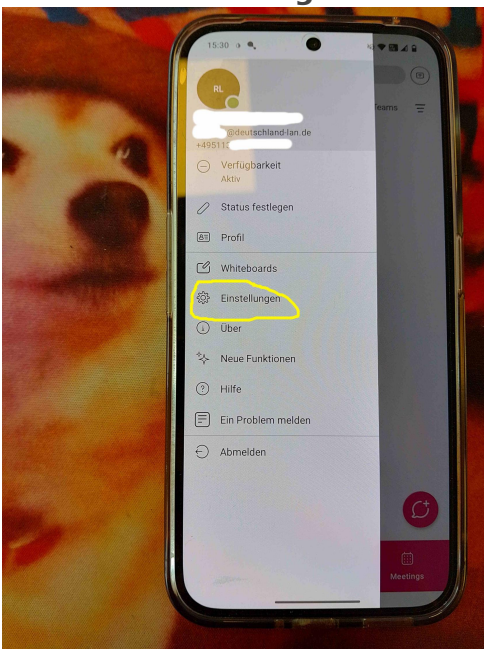 15:30
RL
Teams
@deutschland-lan.de
+49511
Verfügbarkeit
Aktiv
Status festlegen
Profil
Whiteboards
Einstellungen
Über
Neue Funktionen
Hilfe
Ein Problem melden
Abmelden
Meetings